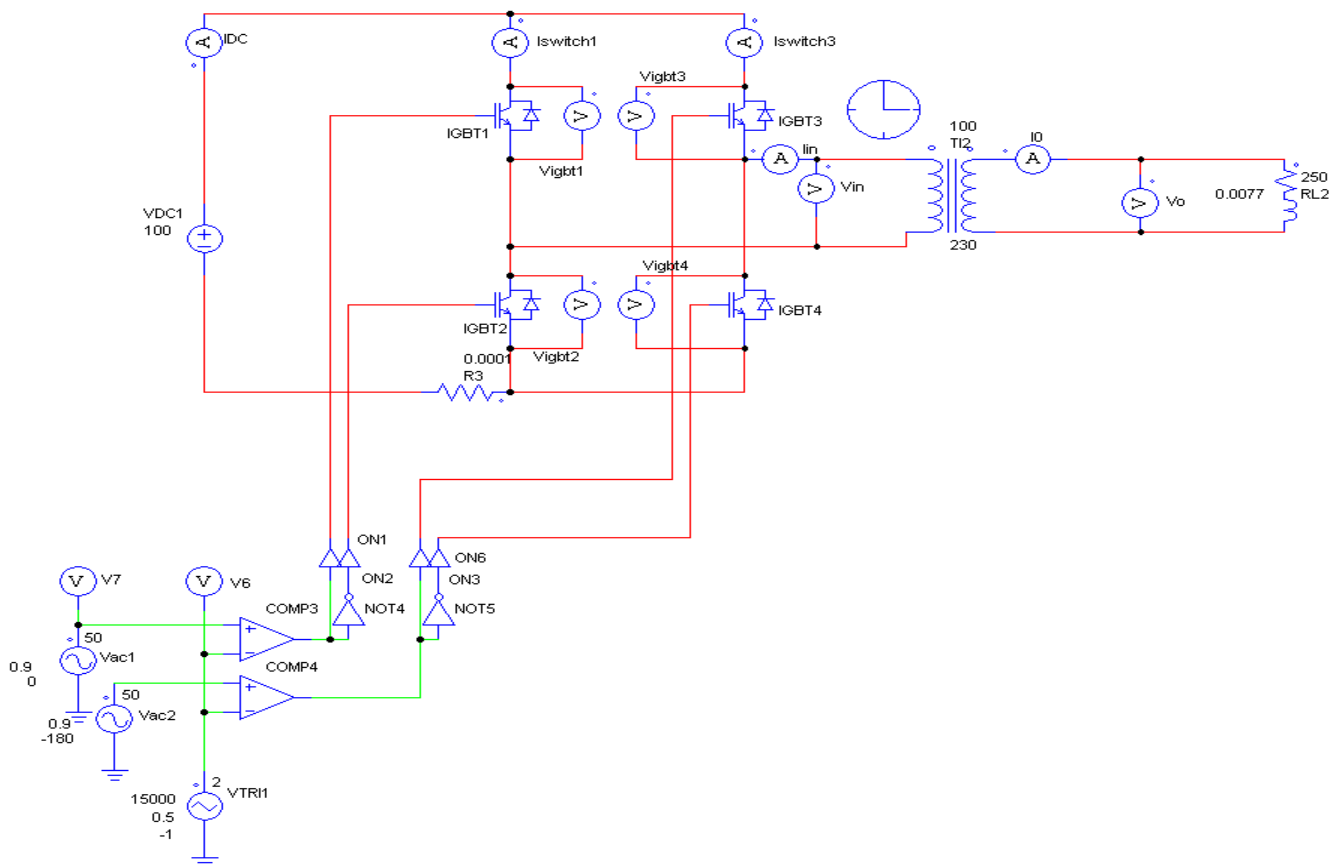 A IDC
A Iswitch1
A Iswitch3
Vigbt3
V
V
IGBT1
IGBT3
Vigbt1
100
TI2
Iin
A
I0
A
V Vin
V Vo
0.0077
250
RL2
230
VDC1
100
Vigbt4
V
V
IGBT2
IGBT4
Vigbt2
0.0001
R3
ON1
ON6
ON2
ON3
V V7
V V6
COMP3
NOT4
NOT5
50
Vac1
0.9
0
COMP4
50
Vac2
0.9
-180
2
VTRI1
15000
0.5
-1